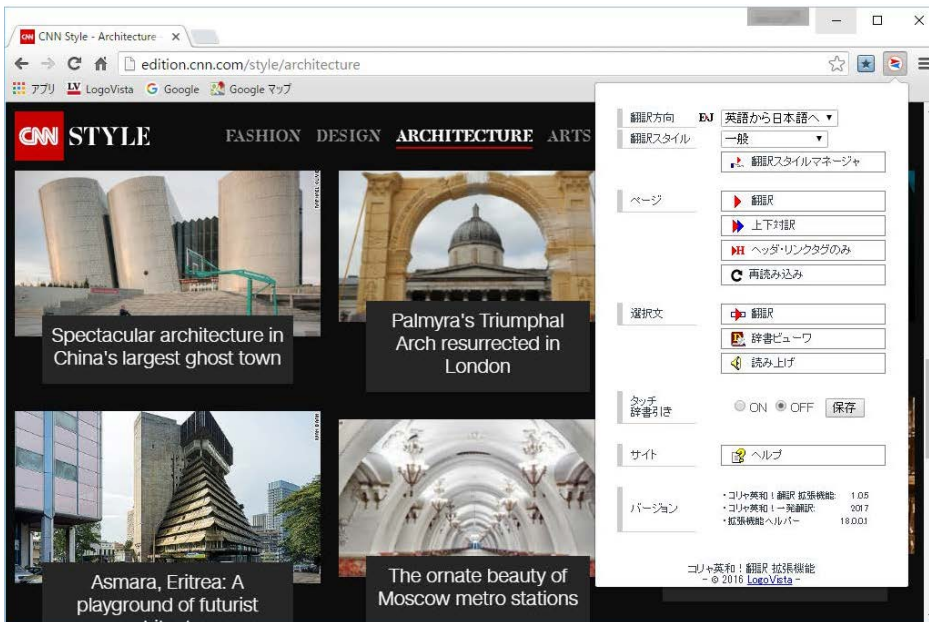 CNN CNN Style - Architecture
edition.cnn.com/style/architecture
アプリ LV LogoVista G Google Google マップ
CNN STYLE FASHION DESIGN ARCHITECTURE ARTS
Spectacular architecture in
China's largest ghost town
Palmyra's Triumphal
Arch resurrected in
London
Asmara, Eritrea: A
playground of futurist
The ornate beauty of
Moscow metro stations
翻訳方向 EJ 英語から日本語へ
翻訳スタイル 一般
翻訳スタイルマネージャ
ページ 翻訳
上下対訳
H ヘッダ・リンクタグのみ
再読み込み
選択文 翻訳
辞書ビューワ
読み上げ
タッチ
辞書引き ON OFF 保存
サイト ヘルプ
バージョン
・コリャ英和！翻訳 拡張機能: 1.0.5
・コリャ英和！一発翻訳: 2017
・拡張機能ヘルパー 18.0.0.1
コリャ英和！翻訳 拡張機能
- © 2016 LogoVista -